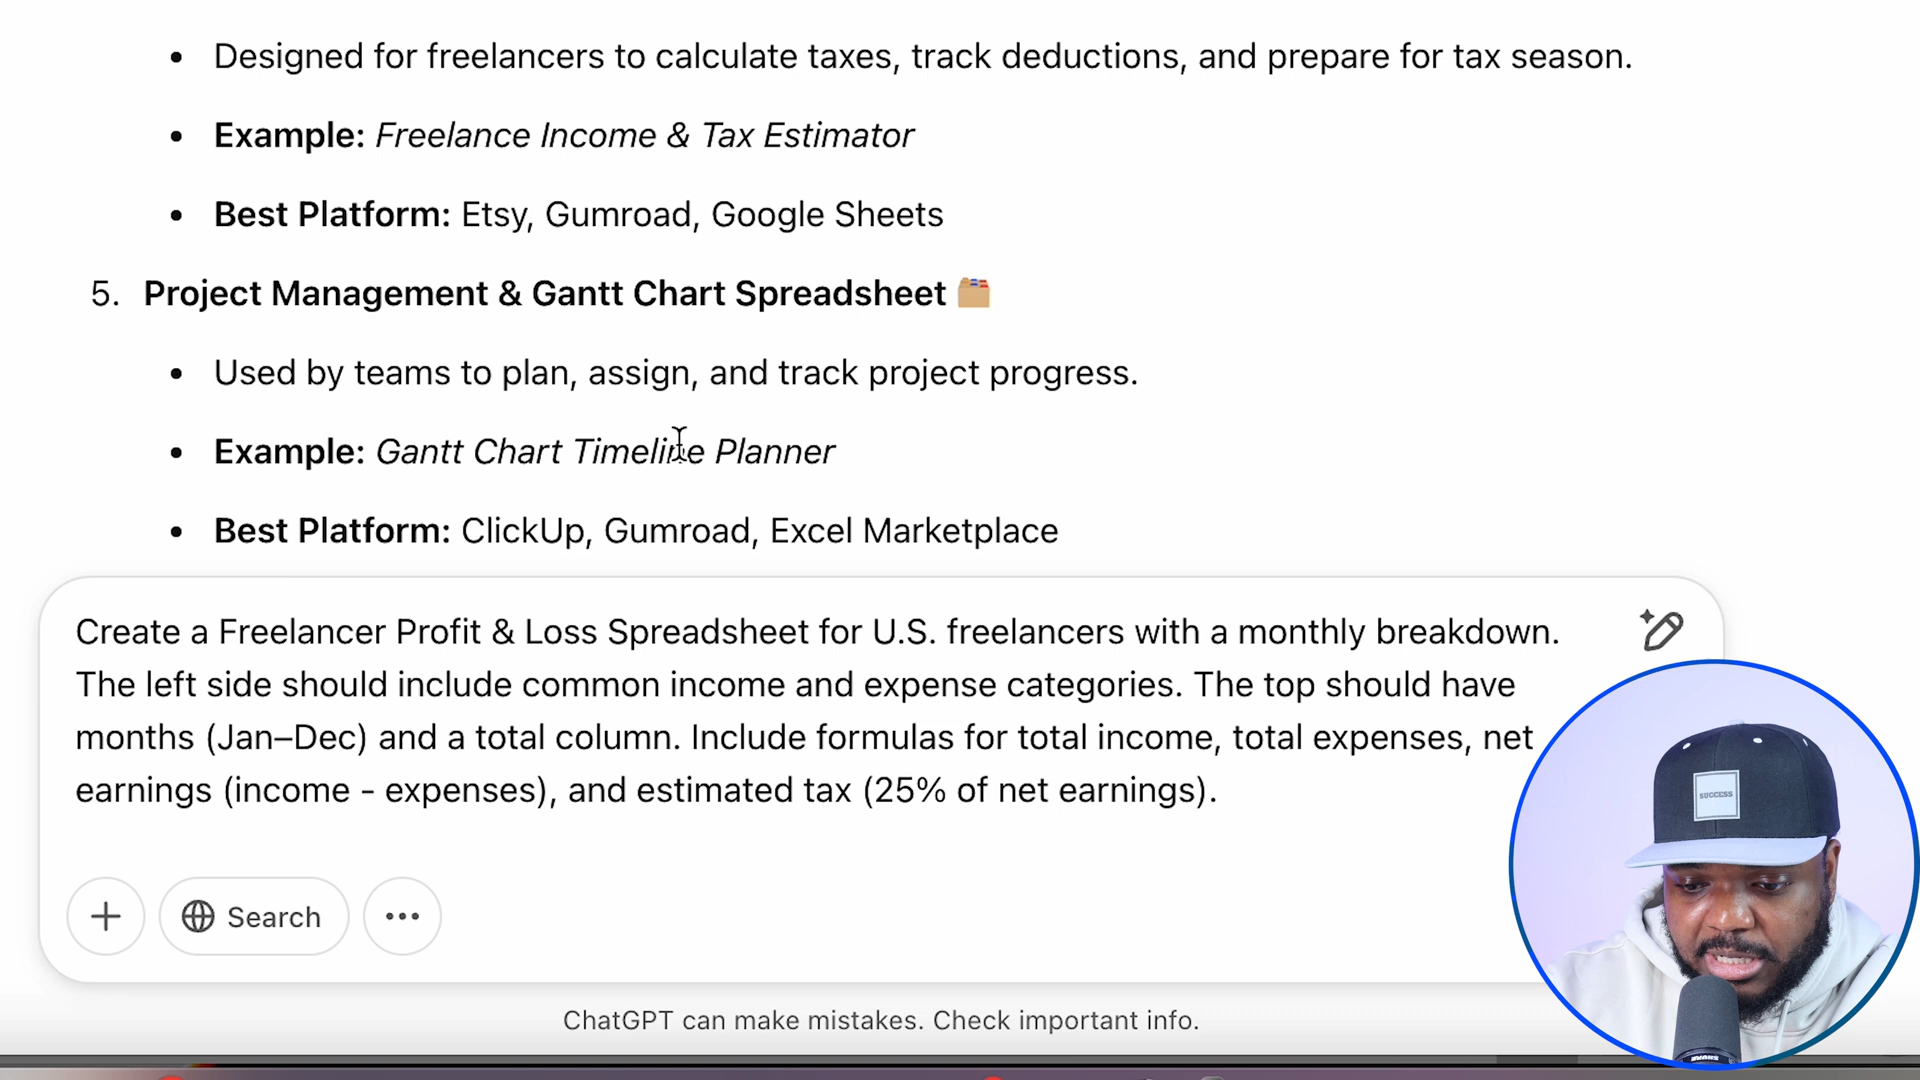 • Designed for freelancers to calculate taxes, track deductions, and prepare for tax season.
• Example: Freelance Income & Tax Estimator
• Best Platform: Etsy, Gumroad, Google Sheets
5. Project Management & Gantt Chart Spreadsheet
• Used by teams to plan, assign, and track project progress.
• Example: Gantt Chart Timeline Planner
• Best Platform: ClickUp, Gumroad, Excel Marketplace
Create a Freelancer Profit & Loss Spreadsheet for U.S. freelancers with a monthly breakdown.
The left side should include common income and expense categories. The top should have
months (Jan–Dec) and a total column. Include formulas for total income, total expenses, net
earnings (income - expenses), and estimated tax (25% of net earnings).
Search
ChatGPT can make mistakes. Check important info.
SUCCESS